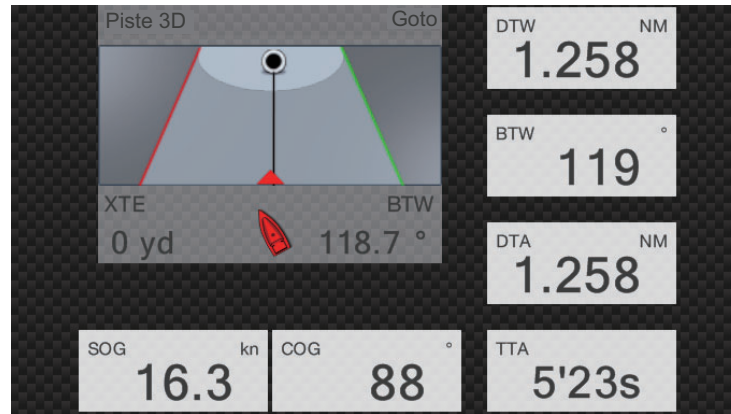 Piste 3D Goto
XTE BTW
0 yd 118.7 °
DTW NM
1.258
BTW °
119
DTA NM
1.258
SOG kn
16.3
COG °
88
TTA
5'23s